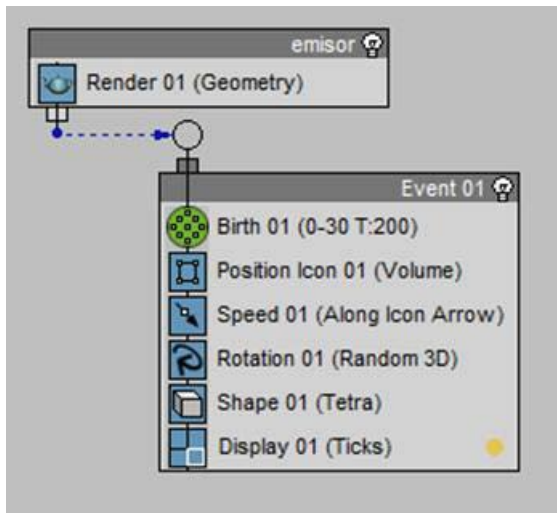 emisor
Render 01 (Geometry)
Event 01
Birth 01 (0-30 T:200)
Position Icon 01 (Volume)
Speed 01 (Along Icon Arrow)
Rotation 01 (Random 3D)
Shape 01 (Tetra)
Display 01 (Ticks)